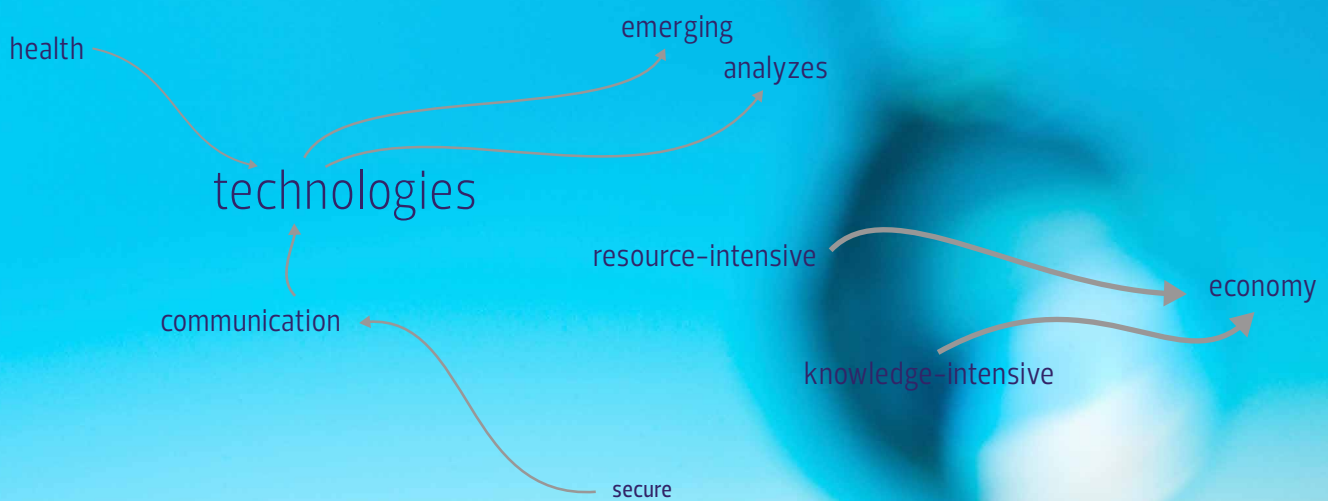 emerging
health
analyzes
technologies
resource-intensive
economy
communication
knowledge-intensive
secure